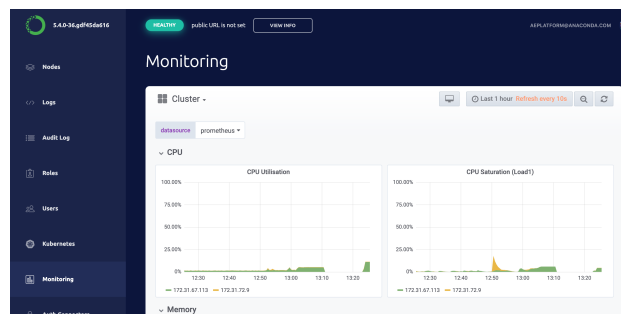 5.4.0-36.gdf45da616
HEALTHY public URL is not set VIEW INFO
AEPLATFORM@ANACONDA.COM
Nodes
Logs
Audit Log
Roles
Users
Kubernetes
Monitoring
Monitoring
Cluster
Last 1 hour Refresh every 10s
datasource prometheus
CPU
CPU Utilisation
100.00%
75.00%
50.00%
25.00%
0%
12:30 12:40 12:50 13:00 13:10 13:20
172.31.67.113 172.31.72.9
CPU Saturation (Load1)
100.00%
75.00%
50.00%
25.00%
0%
12:30 12:40 12:50 13:00 13:10 13:20
172.31.67.113 172.31.72.9
Memory